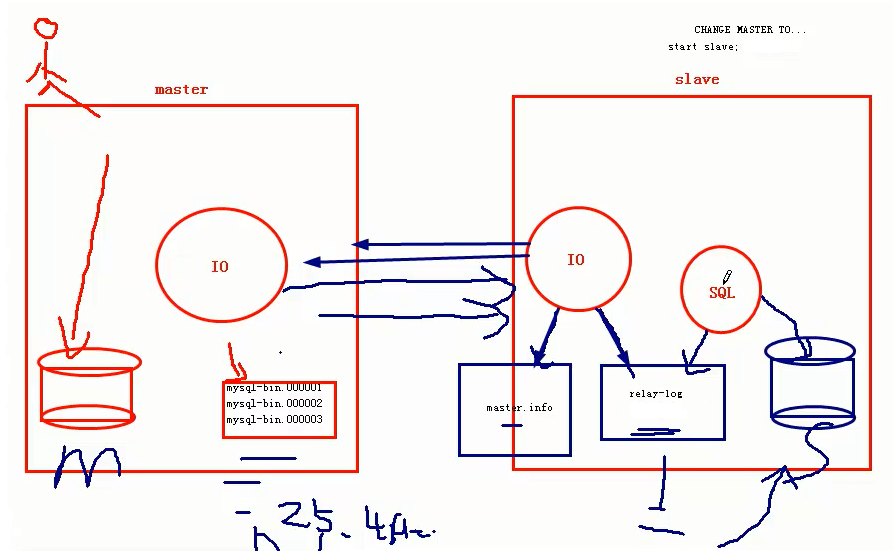 CHANGE MASTER TO...
start slave;
master
slave
IO
IO
SQL
mysql-bin.000001
mysql-bin.000002
mysql-bin.000003
master.info
relay-log
m